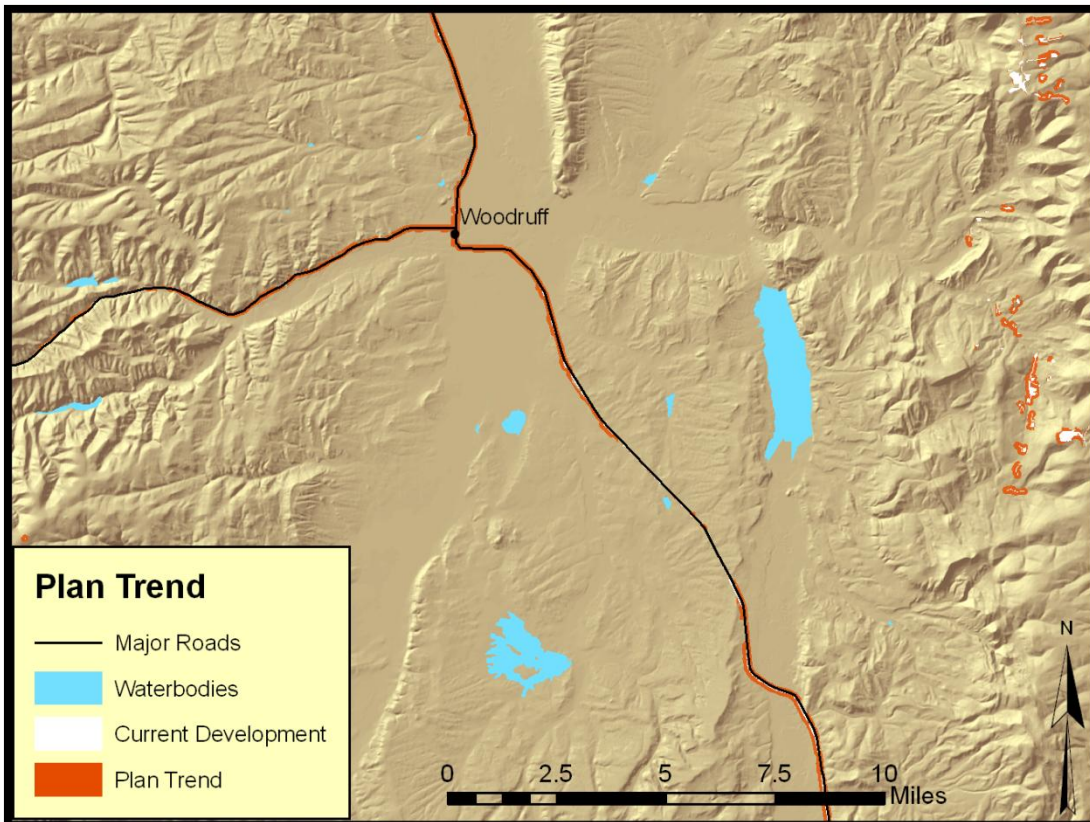 Woodruff
Plan Trend
Major Roads
Waterbodies
Current Development
Plan Trend
N
0 2.5 5 7.5 10
Miles